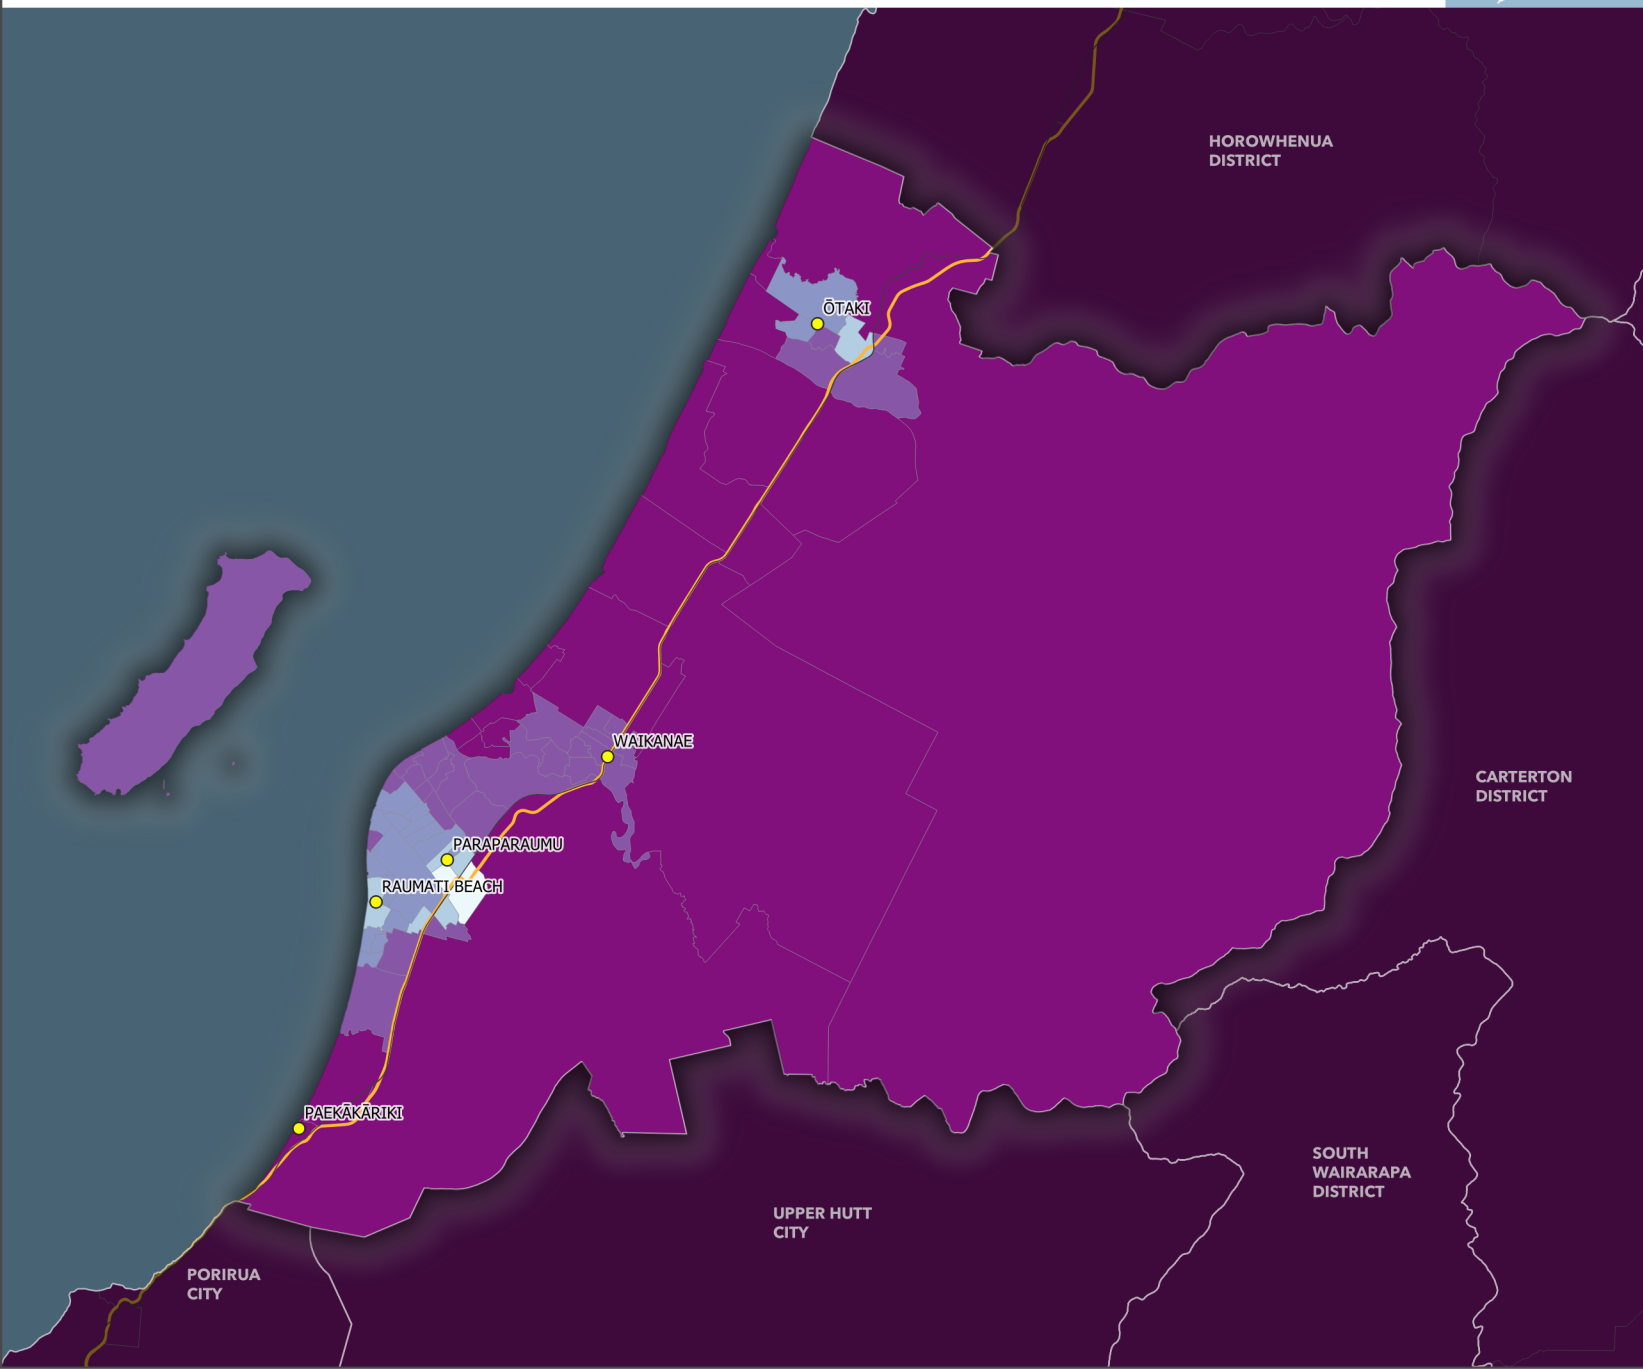 HOROWHENUA
DISTRICT
ŌTAKI
WAIKANAE
CARTERTON
DISTRICT
PARAPARAUMU
RAUMATI BEACH
PAEKĀKĀRIKI
SOUTH
WAIRARAPA
DISTRICT
UPPER HUTT
CITY
PORIRUA
CITY